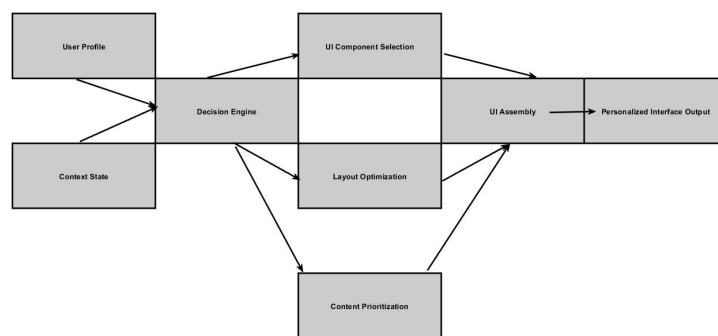 User Profile
UI Component Selection
Decision Engine
UI Assembly
Personalized Interface Output
Context State
Layout Optimization
Content Prioritization